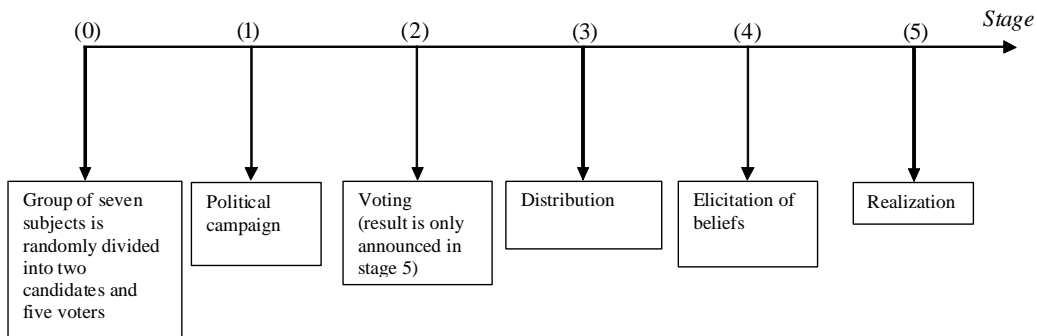 Stage
(0) (1) (2) (3) (4) (5)
Group of seven
subjects is
randomly divided
into two
candidates and
five voters
Political
campaign
Voting
(result is only
announced in
stage 5)
Distribution
Elicitation of
beliefs
Realization